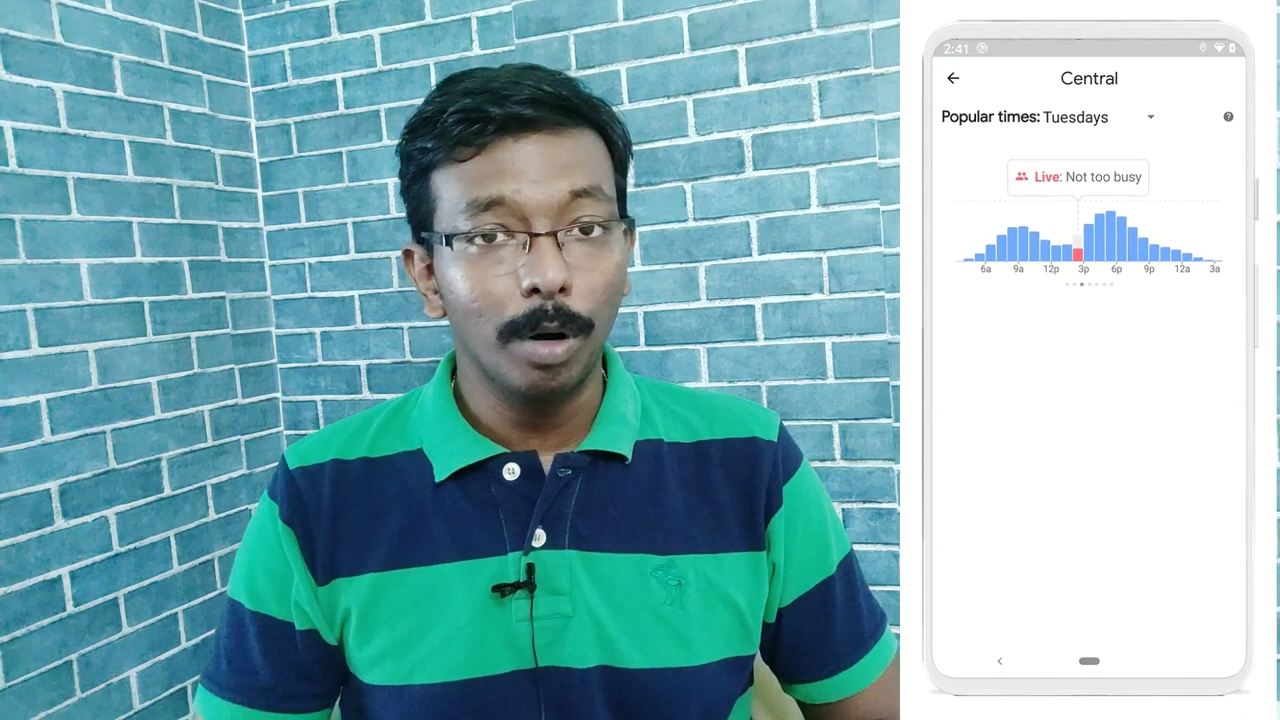 2:41
Central
Popular times: Tuesdays
Live: Not too busy
6a 9a 12p 3p 6p 9p 12a 3a